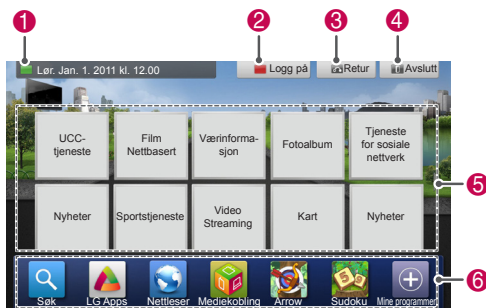 1
2
3
4
Lør. Jan. 1. 2011 kl. 12.00
Logg på
Retur
Avslutt
UCC-
tjeneste
Film
Nettbasert
Værinforma-
sjon
Fotoalbum
Tjeneste
for sosiale
nettverk
5
Nyheter
Sportstjeneste
Video
Streaming
Kart
Nyheter
6
Søk
LG Apps
Nettleser
Mediekobling
Arrow
Sudoku
Mine programmer